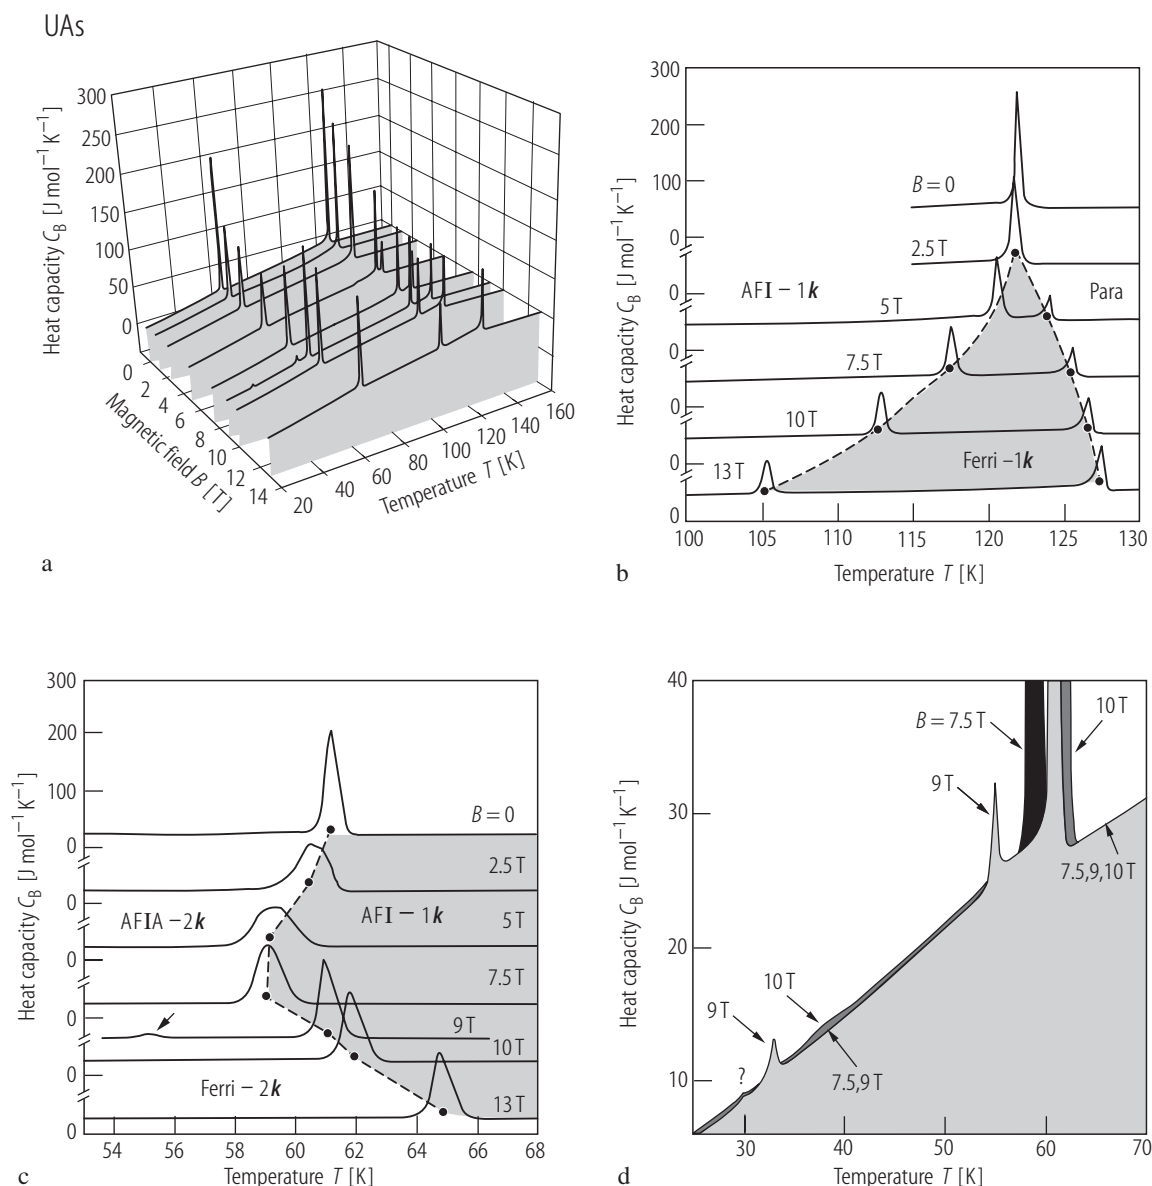 UAs
Heat capacity C_B [J mol⁻¹ K⁻¹]
300
250
200
150
100
50
0
0
2
4
6
8
10
12
14
Magnetic field B [T]
20
40
60
80
100
120
140
160
Temperature T [K]
a
Heat capacity C_B [J mol⁻¹ K⁻¹]
300
200
100
0
0
0
0
0
0
B = 0
2.5 T
AFI – 1k
Para
5 T
7.5 T
10 T
13 T
Ferri –1k
100
105
110
115
120
125
130
Temperature T [K]
b
Heat capacity C_B [J mol⁻¹ K⁻¹]
300
200
100
0
0
0
0
0
0
B = 0
2.5 T
AFIA – 2k
AFI – 1k
5 T
7.5 T
9 T
10 T
Ferri – 2k
13 T
54
56
58
60
62
64
66
68
Temperature T [K]
c
Heat capacity C_B [J mol⁻¹ K⁻¹]
40
30
20
10
B = 7.5 T
10 T
9 T
7.5,9,10 T
10 T
9 T
7.5,9 T
?
30
40
50
60
70
Temperature T [K]
d